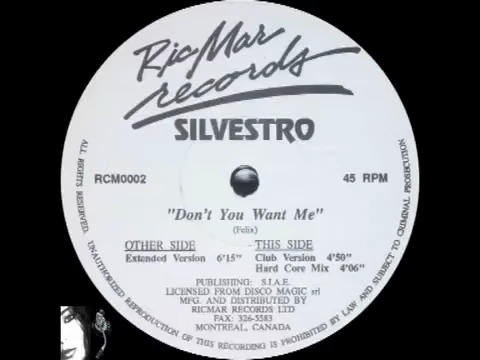 RicMar
records
SILVESTRO
RCM0002
45 RPM
"Don't You Want Me"
(Felix)
OTHER SIDE THIS SIDE
Extended Version 6'15" Club Version 4'50"
Hard Core Mix 4'06"
PUBLISHING: S.I.A.E.
LICENSED FROM DISCO MAGIC srl
MFG. AND DISTRIBUTED BY
RICMAR RECORDS LTD
FAX: 326-5583
MONTREAL, CANADA
ALL RIGHTS RESERVED. UNAUTHORIZED REPRODUCTION OF THIS RECORDING IS PROHIBITED BY LAW AND SUBJECT TO CRIMINAL PROSECUTION